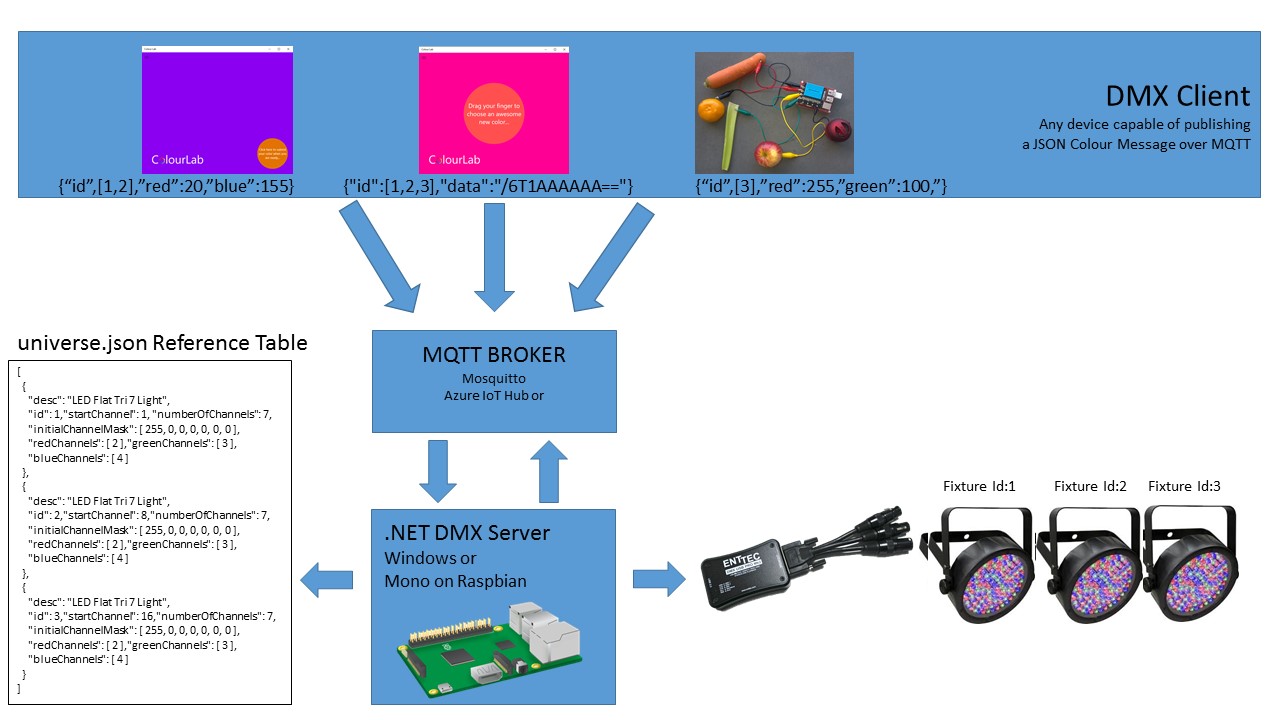 C lourLab
Drag your finger to
choose an awesome
new color...
C lourLab
DMX Client
Any device capable of publishing
a JSON Colour Message over MQTT
{“id”,[1,2],”red”:20,”blue”:155}
{"id":[1,2,3],"data":"/6T1AAAAAA=="}
{“id”,[3],”red”:255,”green”:100,”}
universe.json Reference Table
[
{
"desc": "LED Flat Tri 7 Light",
"id": 1,"startChannel": 1, "numberOfChannels": 7,
"initialChannelMask": [ 255, 0, 0, 0, 0, 0, 0 ],
"redChannels": [ 2 ],"greenChannels": [ 3 ],
"blueChannels": [ 4 ]
},
{
"desc": "LED Flat Tri 7 Light",
"id": 2,"startChannel": 8,"numberOfChannels": 7,
"initialChannelMask": [ 255, 0, 0, 0, 0, 0, 0 ],
"redChannels": [ 2 ],"greenChannels": [ 3 ],
"blueChannels": [ 4 ]
},
{
"desc": "LED Flat Tri 7 Light",
"id": 3,"startChannel": 16,"numberOfChannels": 7,
"initialChannelMask": [ 255, 0, 0, 0, 0, 0, 0 ],
"redChannels": [ 2 ],"greenChannels": [ 3 ],
"blueChannels": [ 4 ]
}
]
MQTT BROKER
Mosquitto
Azure IoT Hub or
.NET DMX Server
Windows or
Mono on Raspbian
ENTTEC
Fixture Id:1
Fixture Id:2
Fixture Id:3